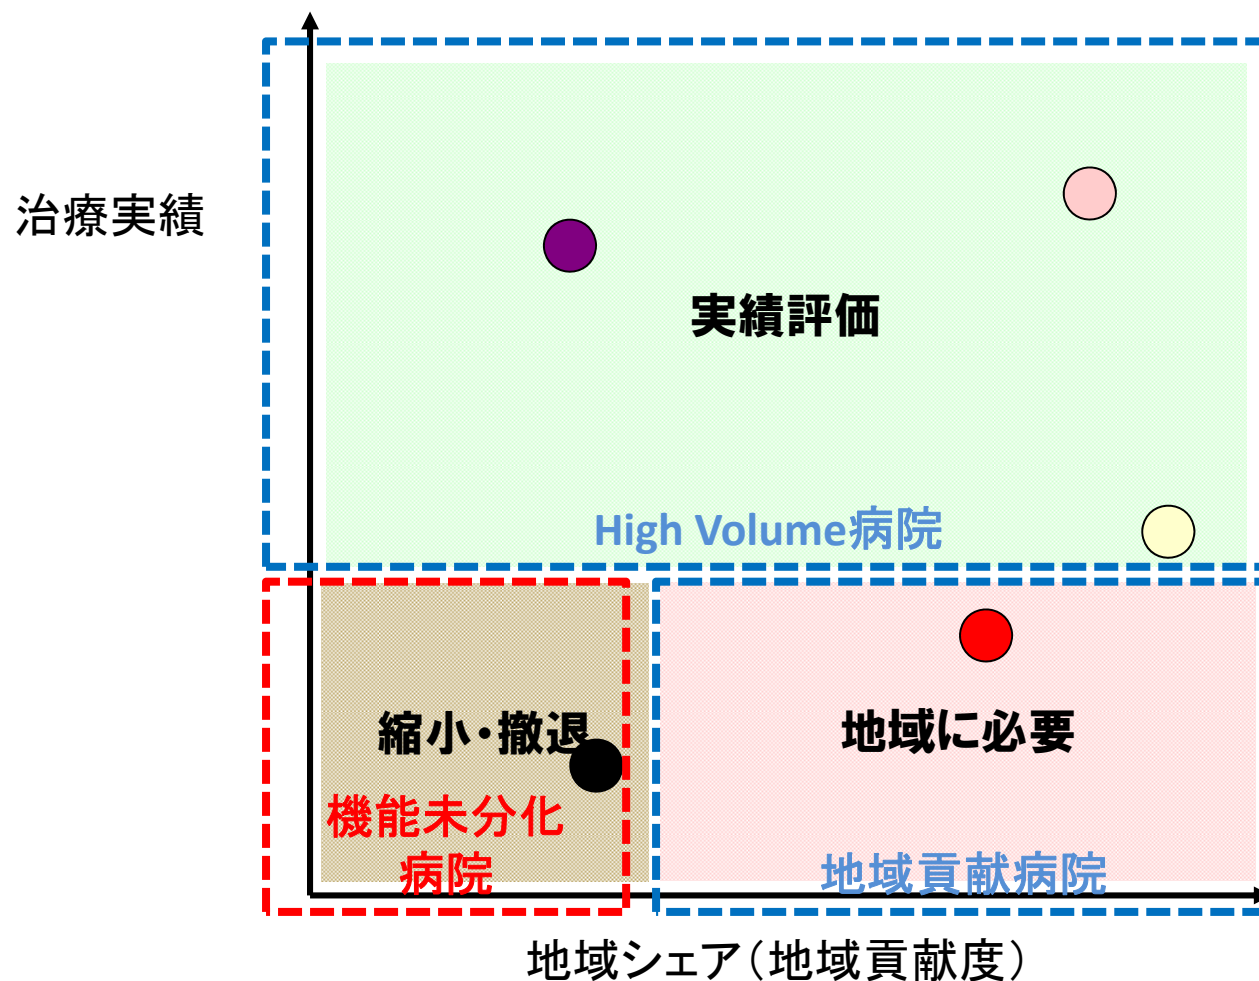 治療実績
実績評価
High Volume病院
縮小・撤退
機能未分化
病院
地域に必要
地域貢献病院
地域シェア（地域貢献度）